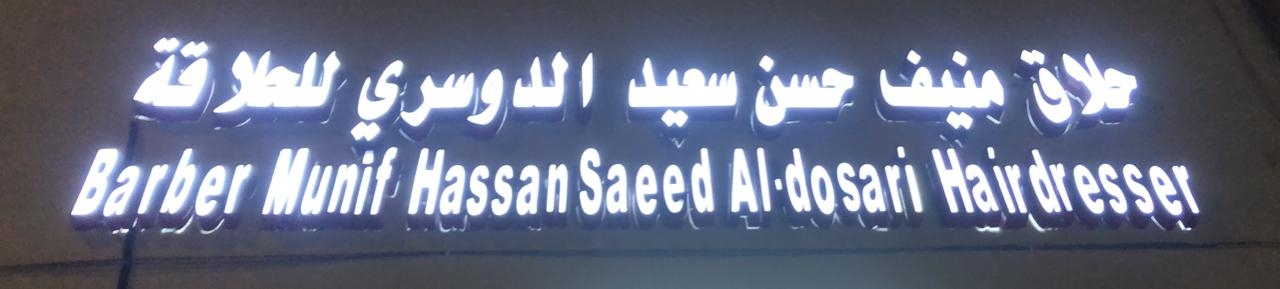 حلاق منيف حسن سعيد الدوسري للحلاقة
Barber Munif Hassan Saeed Al-dosari Hairdresser